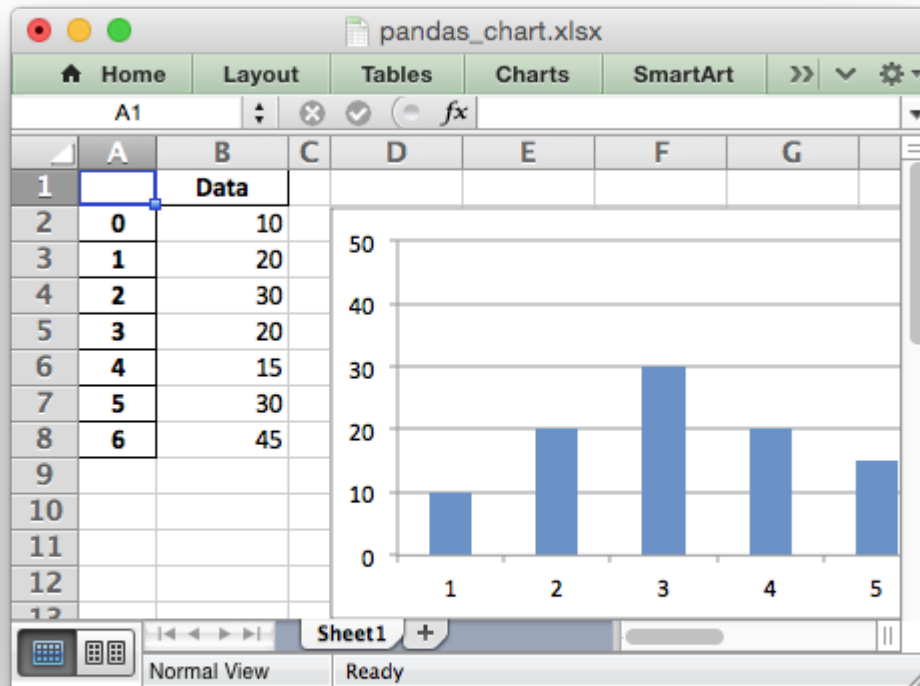 pandas_chart.xlsx
Home Layout Tables Charts SmartArt
A1 fx
A B C D E F G
1 Data
2 0 10
3 1 20
4 2 30
5 3 20
6 4 15
7 5 30
8 6 45
9
10
11
12
13
50
40
30
20
10
0
1 2 3 4 5
Sheet1 +
Normal View Ready